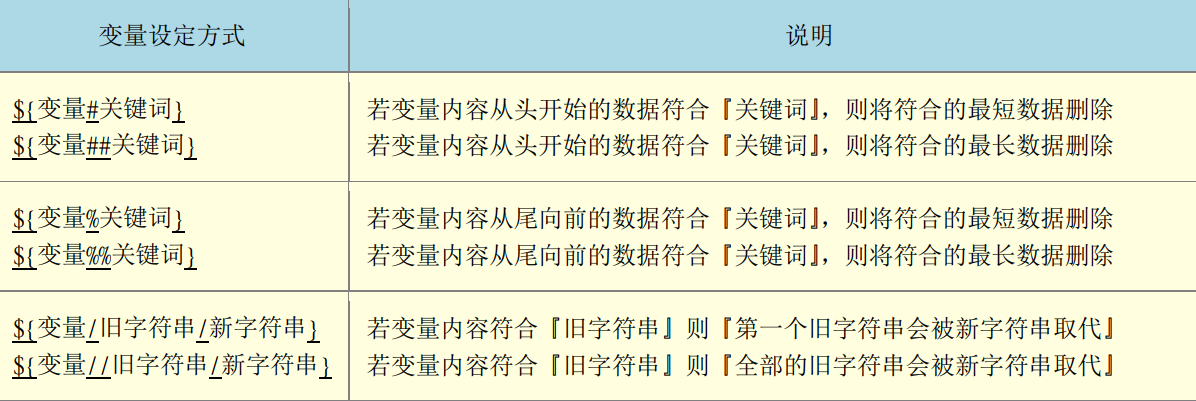 变量设定方式 说明
${变量#关键词} 若变量内容从头开始的数据符合『关键词』，则将符合的最短数据删除
${变量##关键词} 若变量内容从头开始的数据符合『关键词』，则将符合的最长数据删除
${变量%关键词} 若变量内容从尾向前的数据符合『关键词』，则将符合的最短数据删除
${变量%%关键词} 若变量内容从尾向前的数据符合『关键词』，则将符合的最长数据删除
${变量/旧字符串/新字符串} 若变量内容符合『旧字符串』则『第一个旧字符串会被新字符串取代』
${变量//旧字符串/新字符串} 若变量内容符合『旧字符串』则『全部的旧字符串会被新字符串取代』